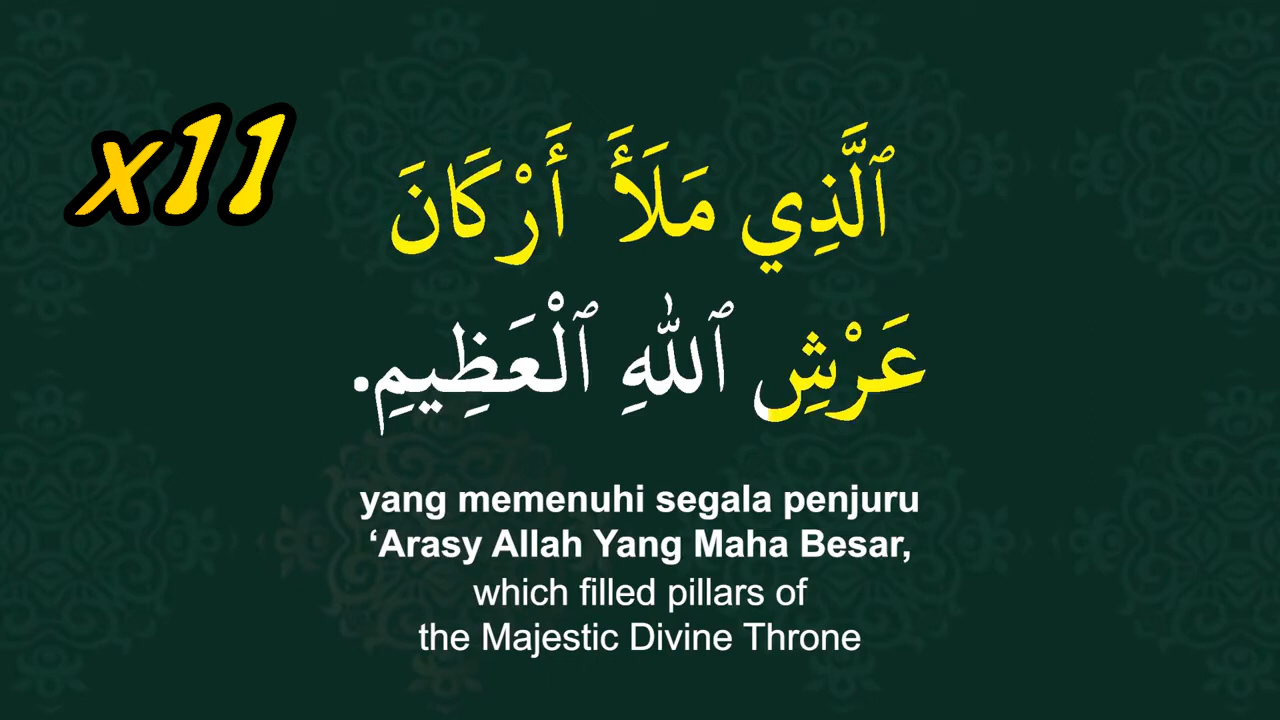 x11
ٱلَّذِي مَلَأَ أَرْكَانَ
عَرْشِ ٱللهِ ٱلْعَظِيمِ.
yang memenuhi segala penjuru
‘Arasy Allah Yang Maha Besar,
which filled pillars of
the Majestic Divine Throne